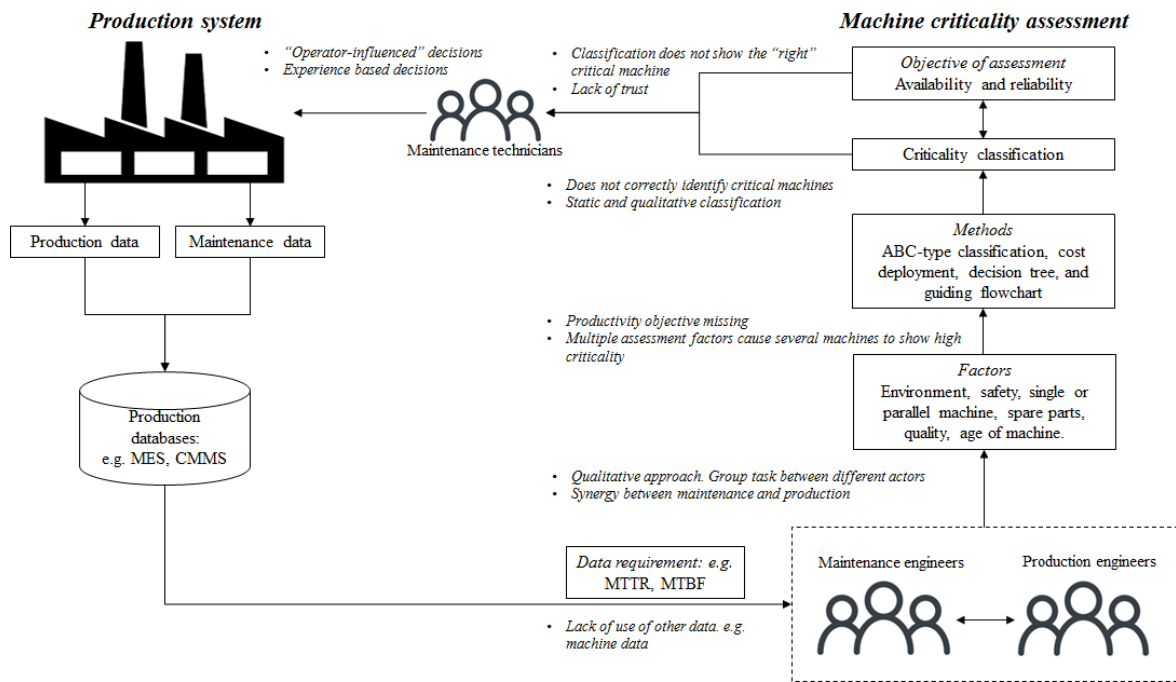 Production system
Machine criticality assessment
• “Operator-influenced” decisions
• Experience based decisions
• Classification does not show the “right”
critical machine
• Lack of trust
Objective of assessment
Availability and reliability
Maintenance technicians
Criticality classification
• Does not correctly identify critical machines
• Static and qualitative classification
Production data
Maintenance data
Methods
ABC-type classification, cost
deployment, decision tree, and
guiding flowchart
• Productivity objective missing
• Multiple assessment factors cause several machines to show high
criticality
Factors
Environment, safety, single or
parallel machine, spare parts,
quality, age of machine.
Production
databases:
e.g. MES, CMMS
• Qualitative approach. Group task between different actors
• Synergy between maintenance and production
Data requirement: e.g.
MTTR, MTBF
• Lack of use of other data. e.g.
machine data
Maintenance engineers
Production engineers